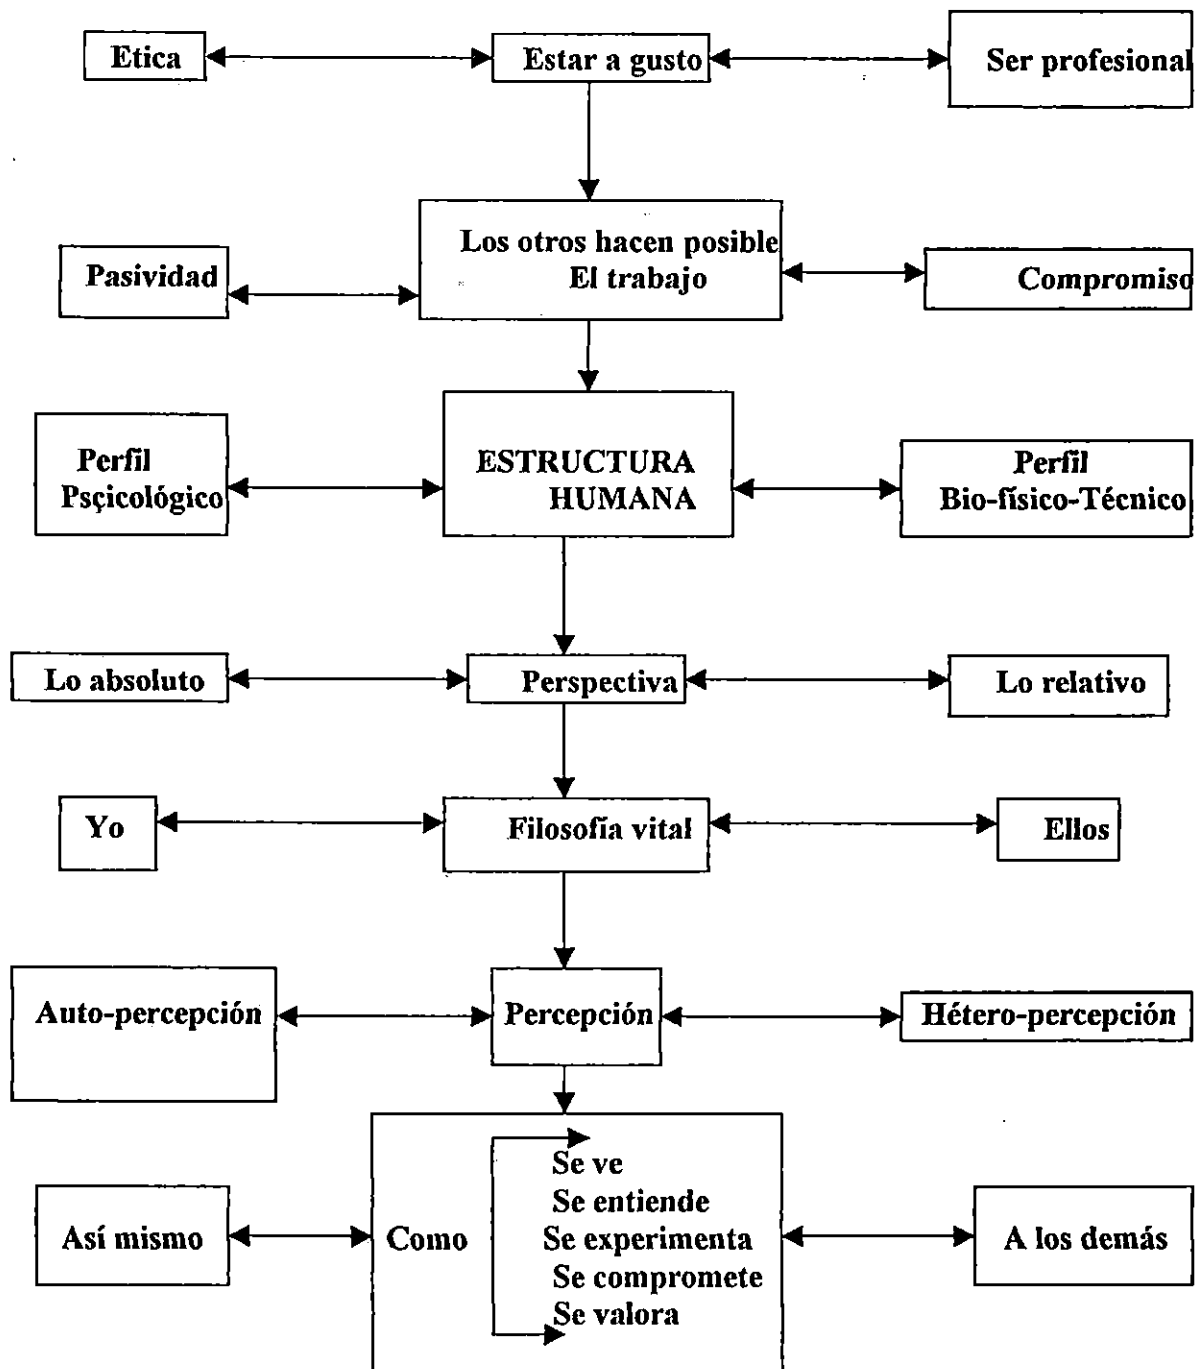 Etica
Estar a gusto
Ser profesional
Los otros hacen posible
El trabajo
Pasividad
Compromiso
Perfil
Psçicológico
ESTRUCTURA
HUMANA
Perfil
Bio-físico-Técnico
Lo absoluto
Perspectiva
Lo relativo
Yo
Filosofía vital
Ellos
Auto-percepción
Percepción
Hétero-percepción
Así mismo
Como
Se ve
Se entiende
Se experimenta
Se compromete
Se valora
A los demás